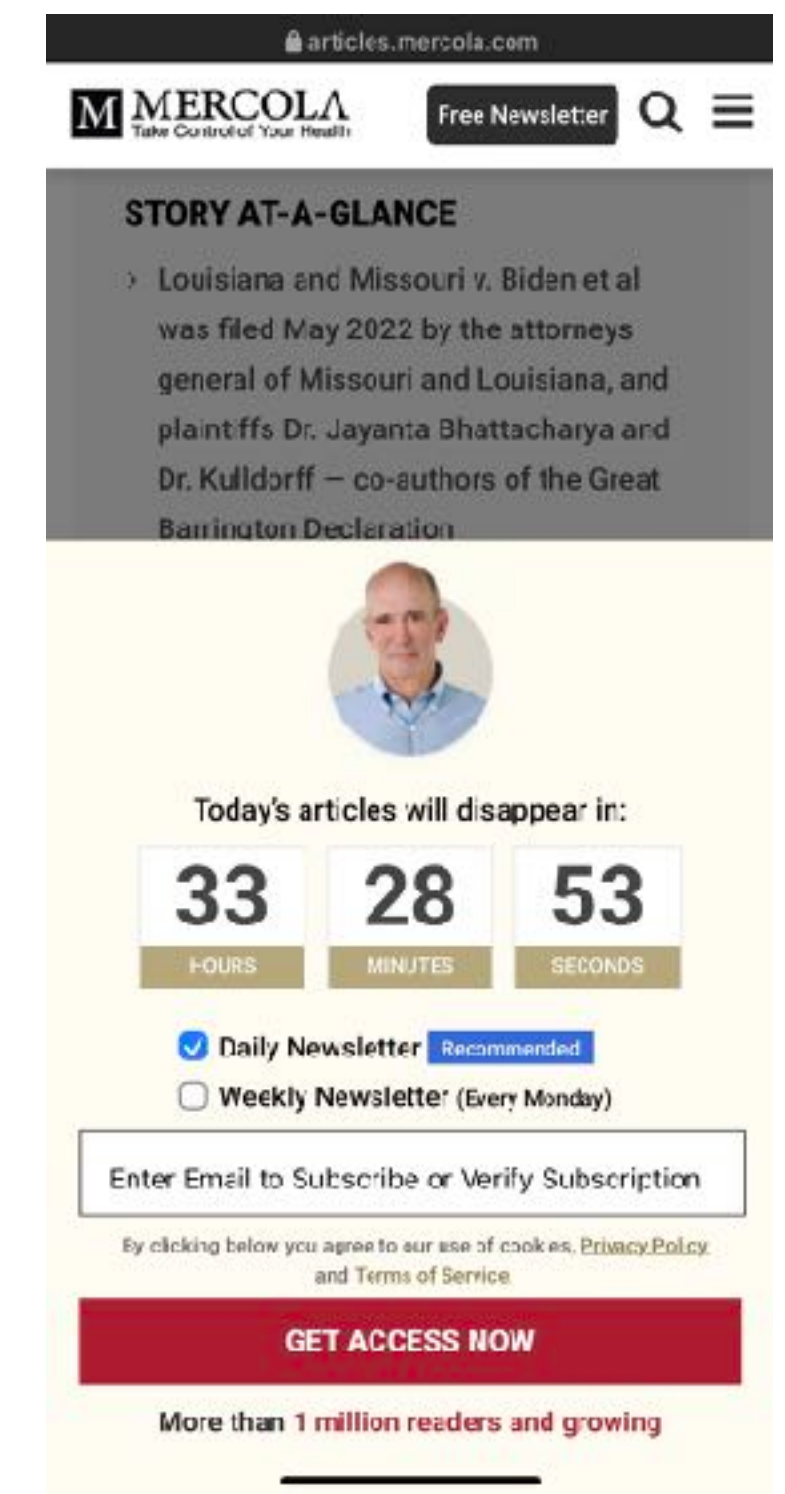 articles.mercola.com
M MERCOLA
Take Control of Your Health
Free Newsletter
STORY AT-A-GLANCE
› Louisiana and Missouri v. Biden et al
was filed May 2022 by the attorneys
general of Missouri and Louisiana, and
plaintiffs Dr. Jayanta Bhattacharya and
Dr. Kulldorff — co-authors of the Great
Barrington Declaration
Today's articles will disappear in:
33 28 53
HOURS MINUTES SECONDS
Daily Newsletter Recommended
Weekly Newsletter (Every Monday)
Enter Email to Subscribe or Verify Subscription
By clicking below you agree to our use of cookies, Privacy Policy
and Terms of Service
GET ACCESS NOW
More than 1 million readers and growing